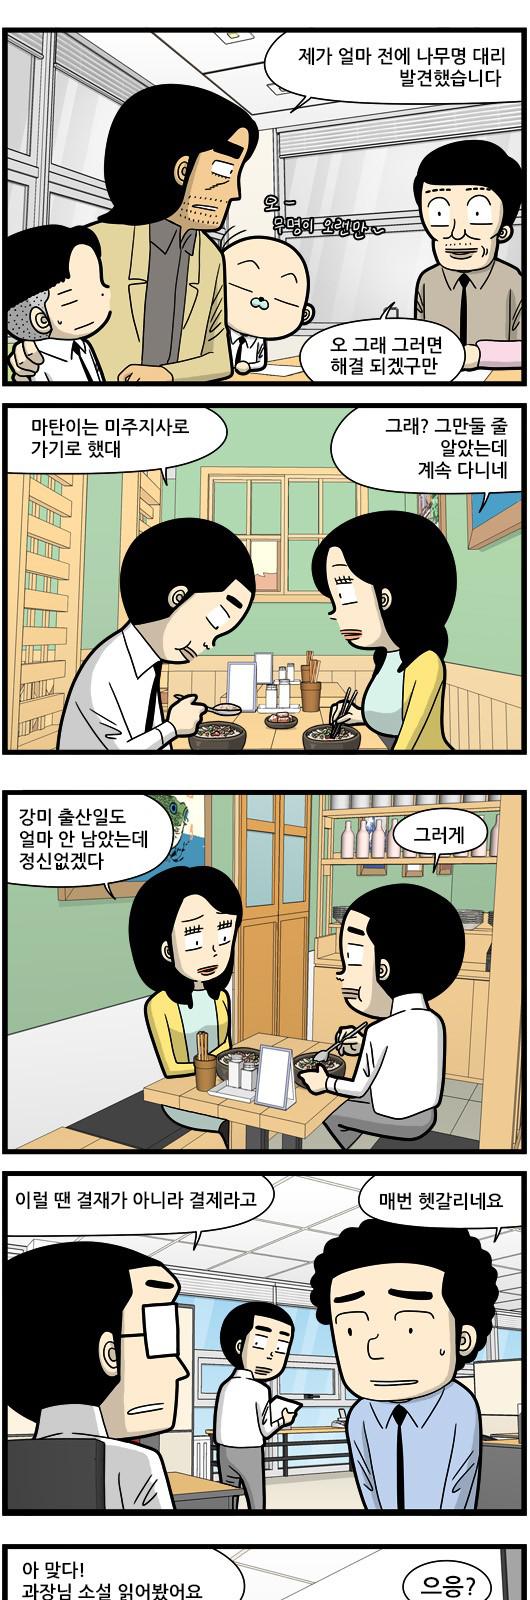 제가 얼마 전에 나무명 대리
발견했습니다
오~
무명이 오랜만~
오 그래 그러면
해결 되겠구만
마탄이는 미주지사로
가기로 했대
그래? 그만둘 줄
알았는데
계속 다니네
강미 출산일도
얼마 안 남았는데
정신없겠다
그러게
이럴 땐 결재가 아니라 결제라고
매번 헷갈리네요
아 맞다!
과장님 소설 읽어봤어요
으응?